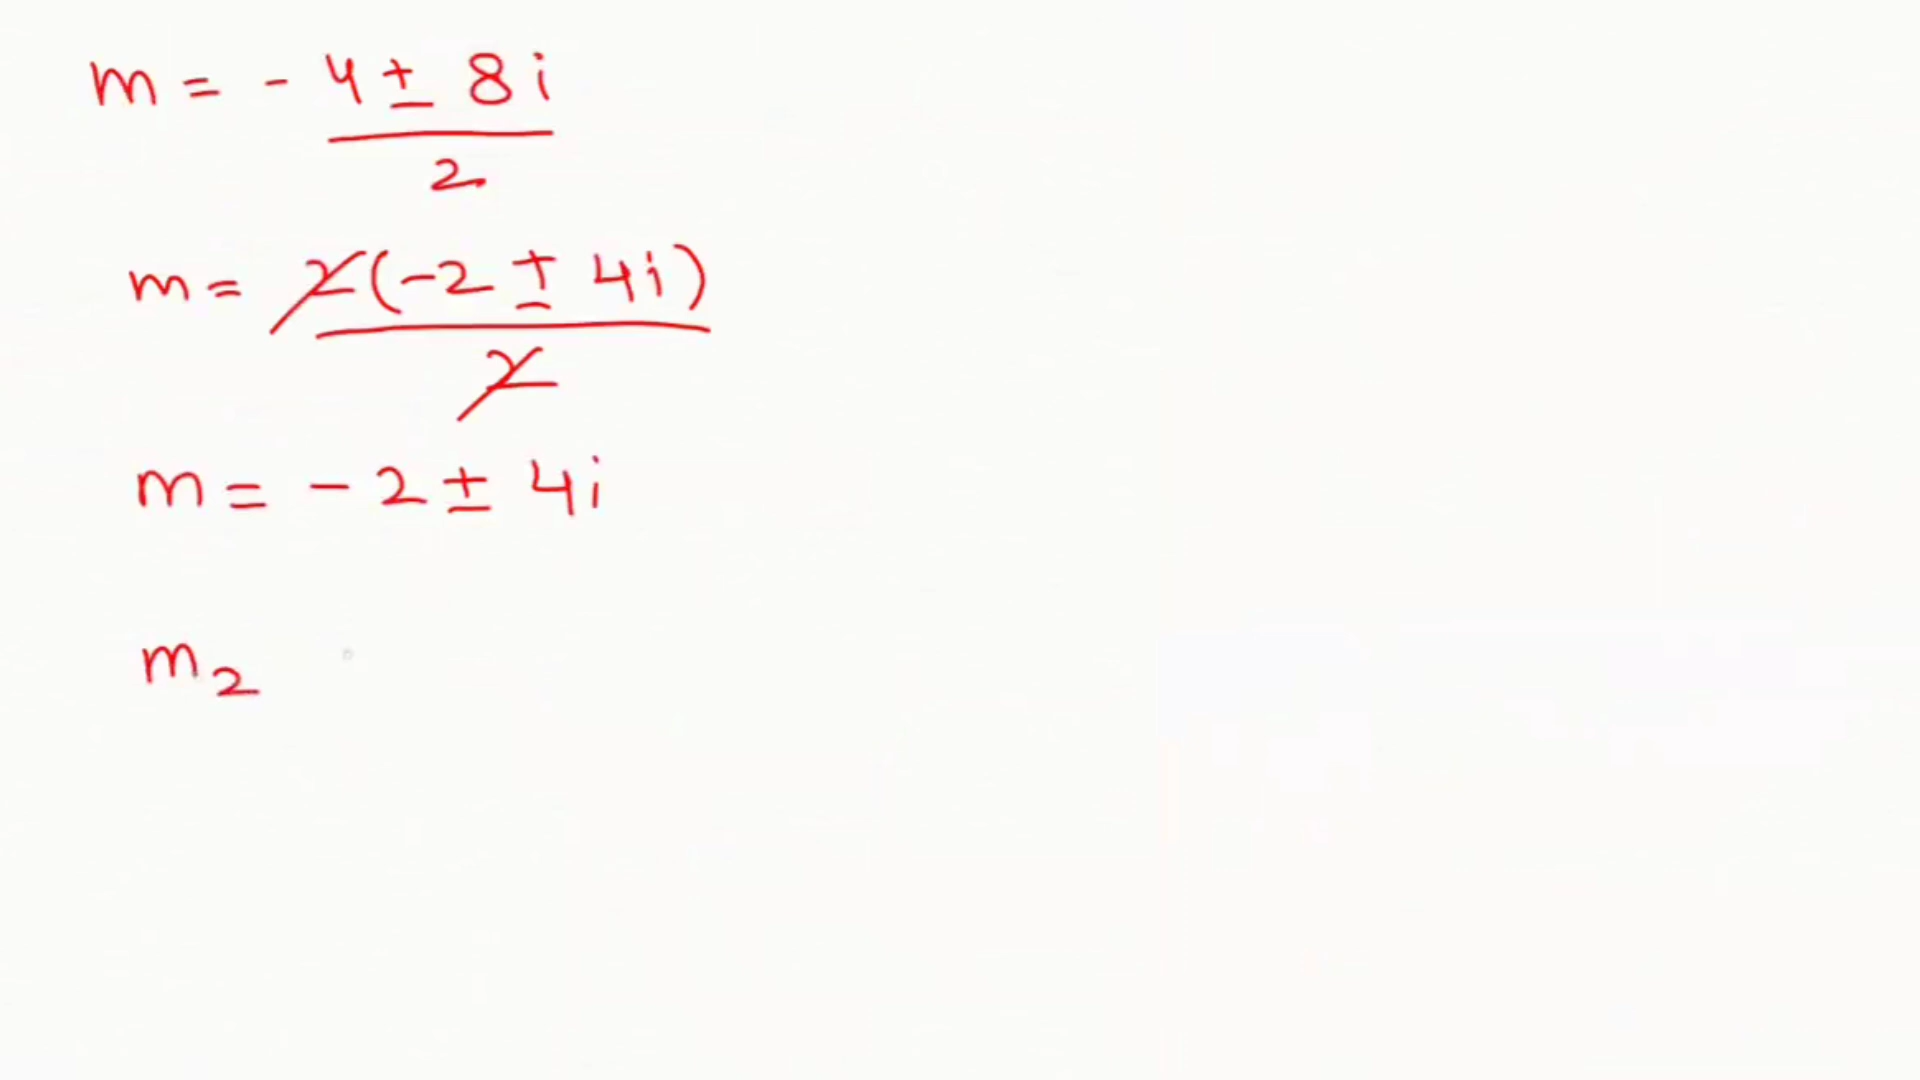 m = - 4 ± 8i
2
m = 2(-2 ± 4i)
2
m = - 2 ± 4i
m2